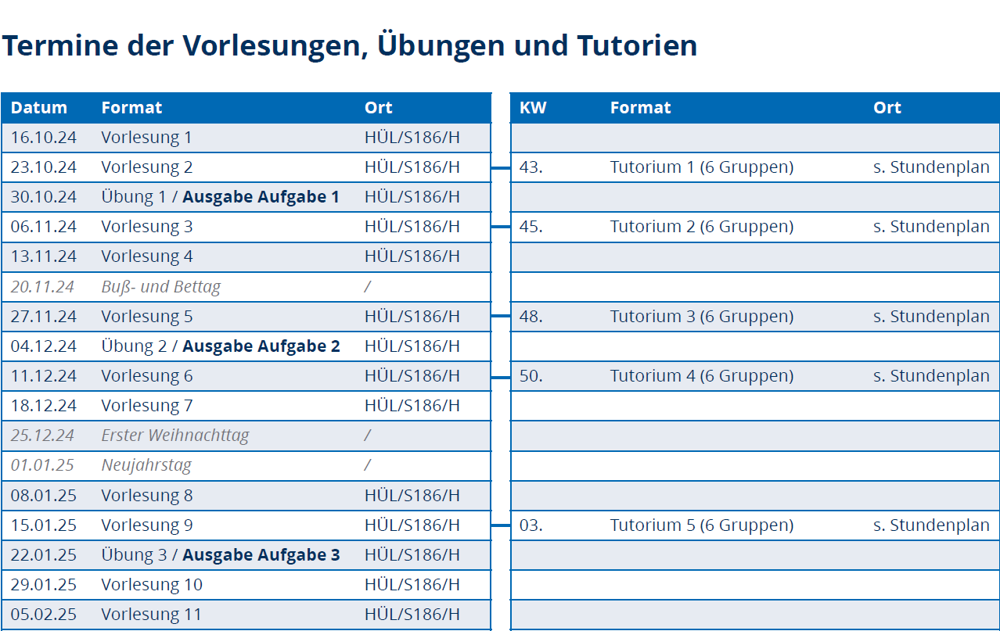 Termine der Vorlesungen, Übungen und Tutorien
Datum Format Ort KW Format Ort
16.10.24 Vorlesung 1 HÜL/S186/H
23.10.24 Vorlesung 2 HÜL/S186/H 43. Tutorium 1 (6 Gruppen) s. Stundenplan
30.10.24 Übung 1 / Ausgabe Aufgabe 1 HÜL/S186/H
06.11.24 Vorlesung 3 HÜL/S186/H 45. Tutorium 2 (6 Gruppen) s. Stundenplan
13.11.24 Vorlesung 4 HÜL/S186/H
20.11.24 Buß- und Bettag /
27.11.24 Vorlesung 5 HÜL/S186/H 48. Tutorium 3 (6 Gruppen) s. Stundenplan
04.12.24 Übung 2 / Ausgabe Aufgabe 2 HÜL/S186/H
11.12.24 Vorlesung 6 HÜL/S186/H 50. Tutorium 4 (6 Gruppen) s. Stundenplan
18.12.24 Vorlesung 7 HÜL/S186/H
25.12.24 Erster Weihnachttag /
01.01.25 Neujahrstag /
08.01.25 Vorlesung 8 HÜL/S186/H
15.01.25 Vorlesung 9 HÜL/S186/H 03. Tutorium 5 (6 Gruppen) s. Stundenplan
22.01.25 Übung 3 / Ausgabe Aufgabe 3 HÜL/S186/H
29.01.25 Vorlesung 10 HÜL/S186/H
05.02.25 Vorlesung 11 HÜL/S186/H